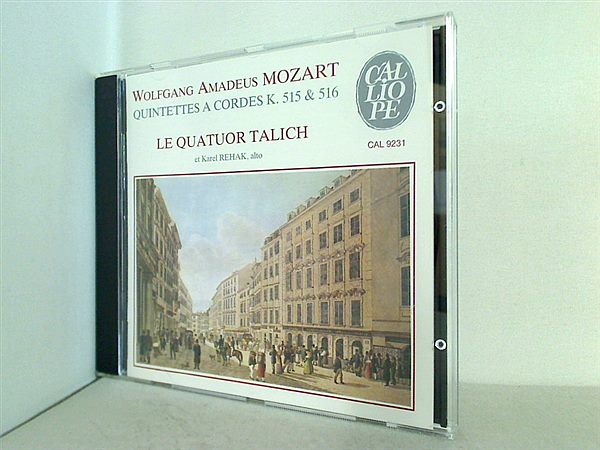 WOLFGANG AMADEUS MOZART
QUINTETTES A CORDES K. 515 & 516
LE QUATUOR TALICH
et Karel REHAK, alto
CAL
LIO
PE
CAL 9231